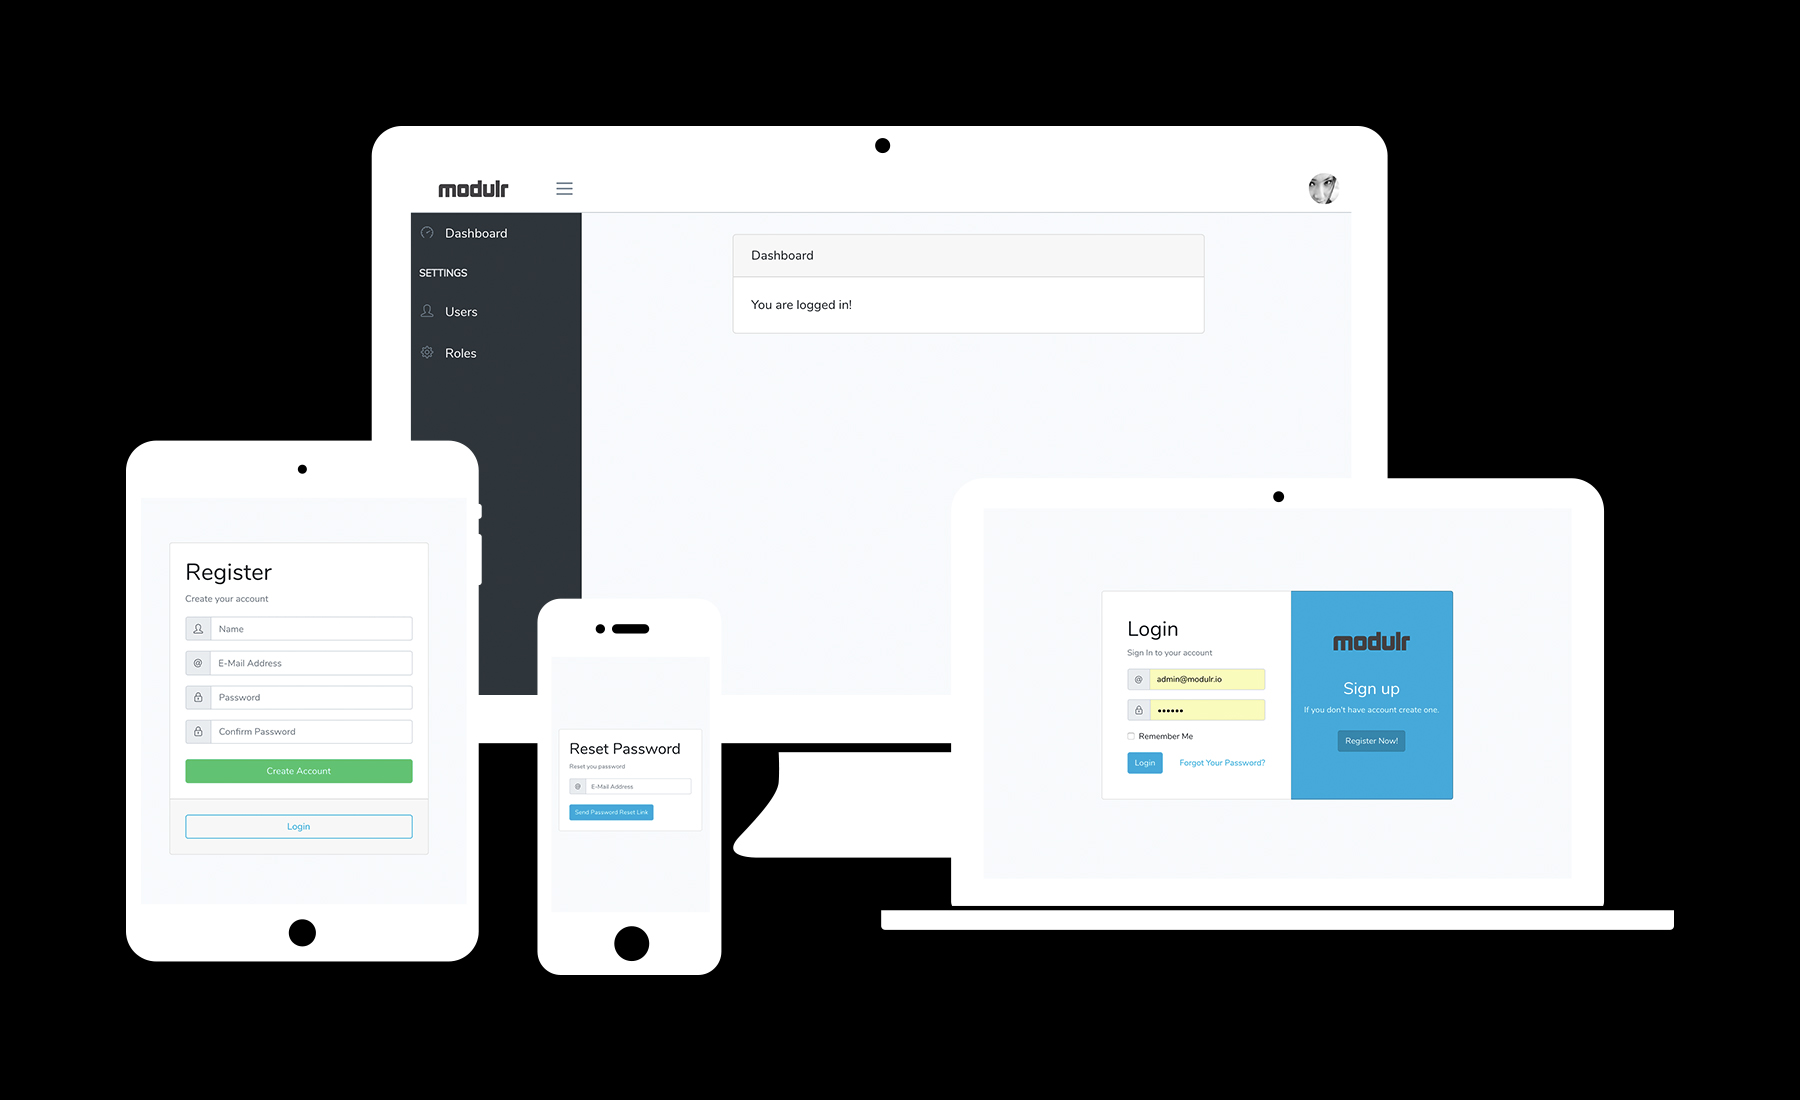 modulr
Dashboard
SETTINGS
Users
Roles
Dashboard
You are logged in!
Register
Create your account
Name
@ E-Mail Address
Password
Confirm Password
Create Account
Login
Reset Password
Reset you password
@ E-Mail Address
Send Password Reset Link
Login
Sign In to your account
@ admin@modulr.io
••••••
Remember Me
Login Forgot Your Password?
modulr
Sign up
If you don't have account create one.
Register Now!